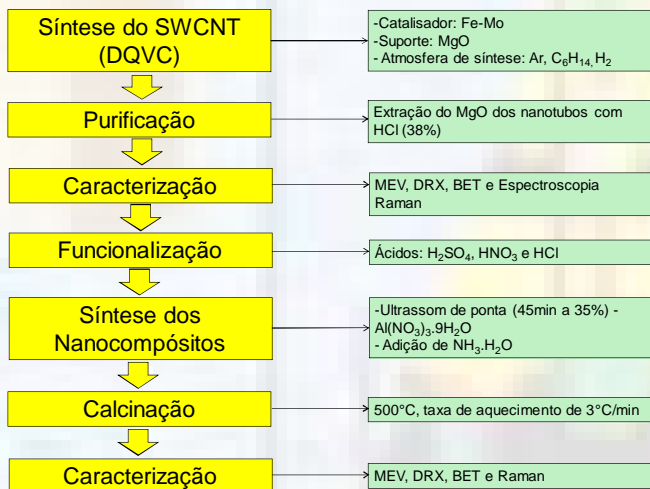 Síntese do SWCNT
(DQVC)
-Catalisador: Fe-Mo
-Suporte: MgO
- Atmosfera de síntese: Ar, C₆H₁₄, H₂
Purificação
Extração do MgO dos nanotubos com
HCl (38%)
Caracterização
MEV, DRX, BET e Espectroscopia
Raman
Funcionalização
Ácidos: H₂SO₄, HNO₃ e HCl
Síntese dos
Nanocompósitos
-Ultrassom de ponta (45min a 35%) -
Al(NO₃)₃.9H₂O
- Adição de NH₃.H₂O
Calcinação
500°C, taxa de aquecimento de 3°C/min
Caracterização
MEV, DRX, BET e Raman